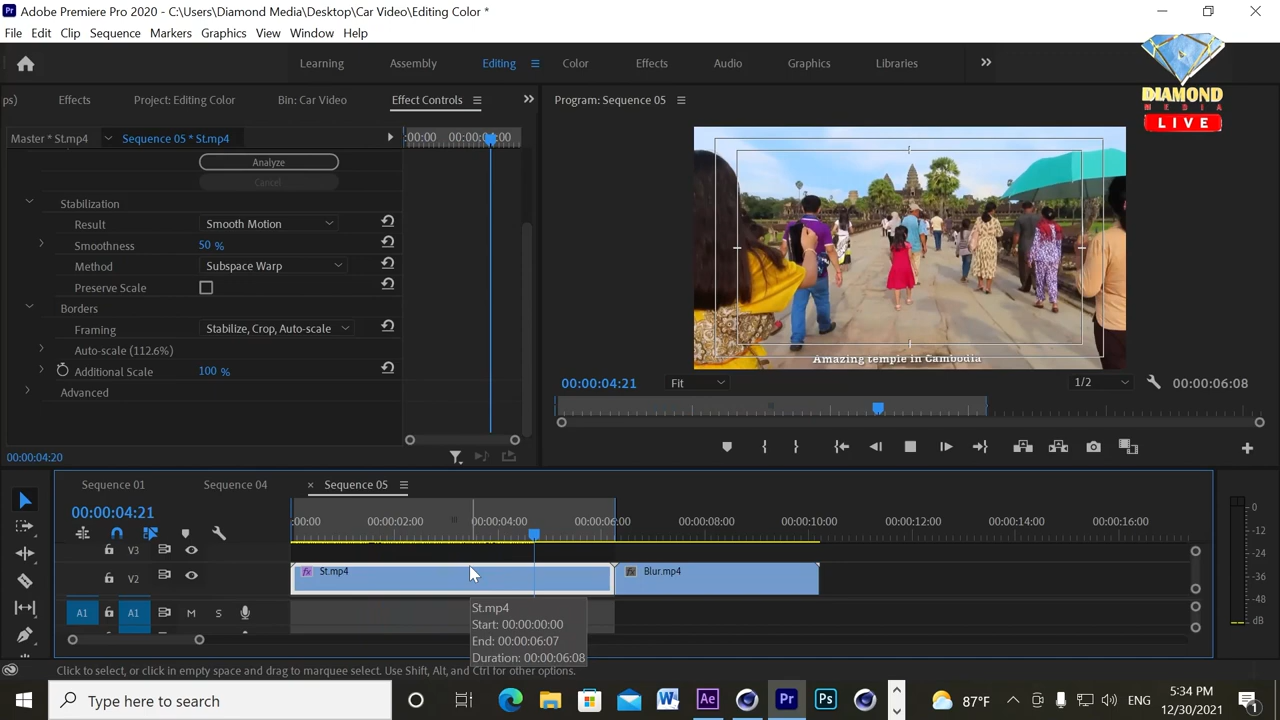 Adobe Premiere Pro 2020 - C:\Users\Diamond Media\Desktop\Car Video\Editing Color *
File Edit Clip Sequence Markers Graphics View Window Help
Learning Assembly Editing Color Effects Audio Graphics Libraries
DIAMOND
MEDIA
LIVE
ps) Effects Project: Editing Color Bin: Car Video Effect Controls
Program: Sequence 05
Master * St.mp4 Sequence 05 * St.mp4
:00:00 00:00:04:00
Analyze
Cancel
Stabilization
Result Smooth Motion
Smoothness 50 %
Method Subspace Warp
Preserve Scale
Borders
Framing Stabilize, Crop, Auto-scale
Auto-scale (112.6%)
Additional Scale 100 %
Advanced
00:00:04:20
Amazing temple in Cambodia
00:00:04:21 Fit 1/2 00:00:06:08
Sequence 01 Sequence 04 Sequence 05
00:00:04:21
:00:00 00:00:02:00 00:00:04:00 00:00:06:00 00:00:08:00 00:00:10:00 00:00:12:00 00:00:14:00 00:00:16:00
V3
V2
St.mp4 Blur.mp4
A1 A1 M S
St.mp4
Start: 00:00:00:00
End: 00:00:06:07
Duration: 00:00:06:08
0
-12
-24
-36
-48
dB
Click to select, or click in empty space and drag to marquee select. Use Shift, Alt, and Ctrl for other options.
Type here to search
87°F
ENG
5:34 PM
12/30/2021